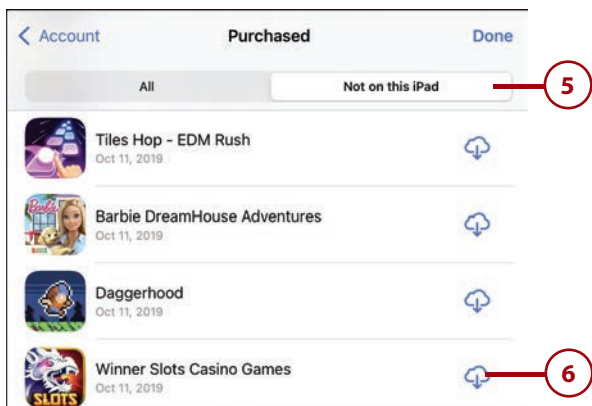 Account Purchased Done
All Not on this iPad 5
Tiles Hop - EDM Rush
Oct 11, 2019
Barbie DreamHouse Adventures
Oct 11, 2019
Daggerhood
Oct 11, 2019
Winner Slots Casino Games
Oct 11, 2019
6
SLOTS